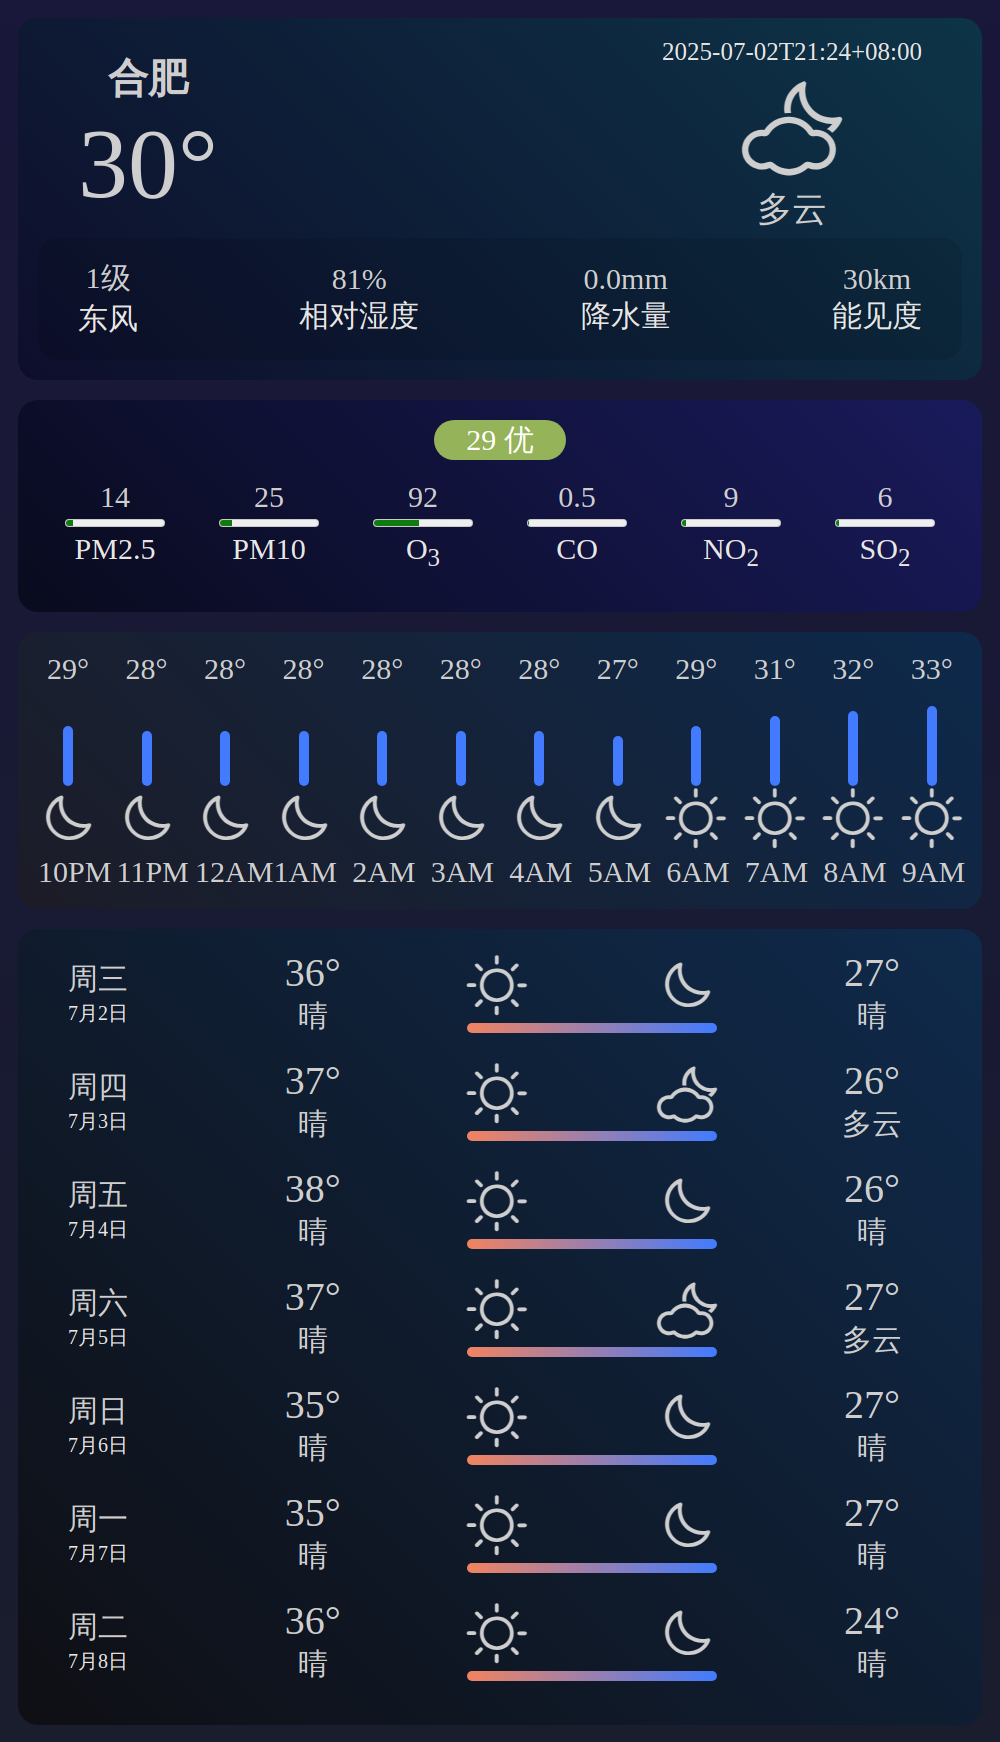 合肥
30°
2025-07-02T21:24+08:00
多云
1级 81% 0.0mm 30km
东风 相对湿度 降水量 能见度
29 优
14 25 92 0.5 9 6
PM2.5 PM10 O3 CO NO2 SO2
29° 28° 28° 28° 28° 28° 28° 27° 29° 31° 32° 33°
10PM 11PM 12AM 1AM 2AM 3AM 4AM 5AM 6AM 7AM 8AM 9AM
周三 36° 27°
7月2日 晴 晴
周四 37° 26°
7月3日 晴 多云
周五 38° 26°
7月4日 晴 晴
周六 37° 27°
7月5日 晴 多云
周日 35° 27°
7月6日 晴 晴
周一 35° 27°
7月7日 晴 晴
周二 36° 24°
7月8日 晴 晴